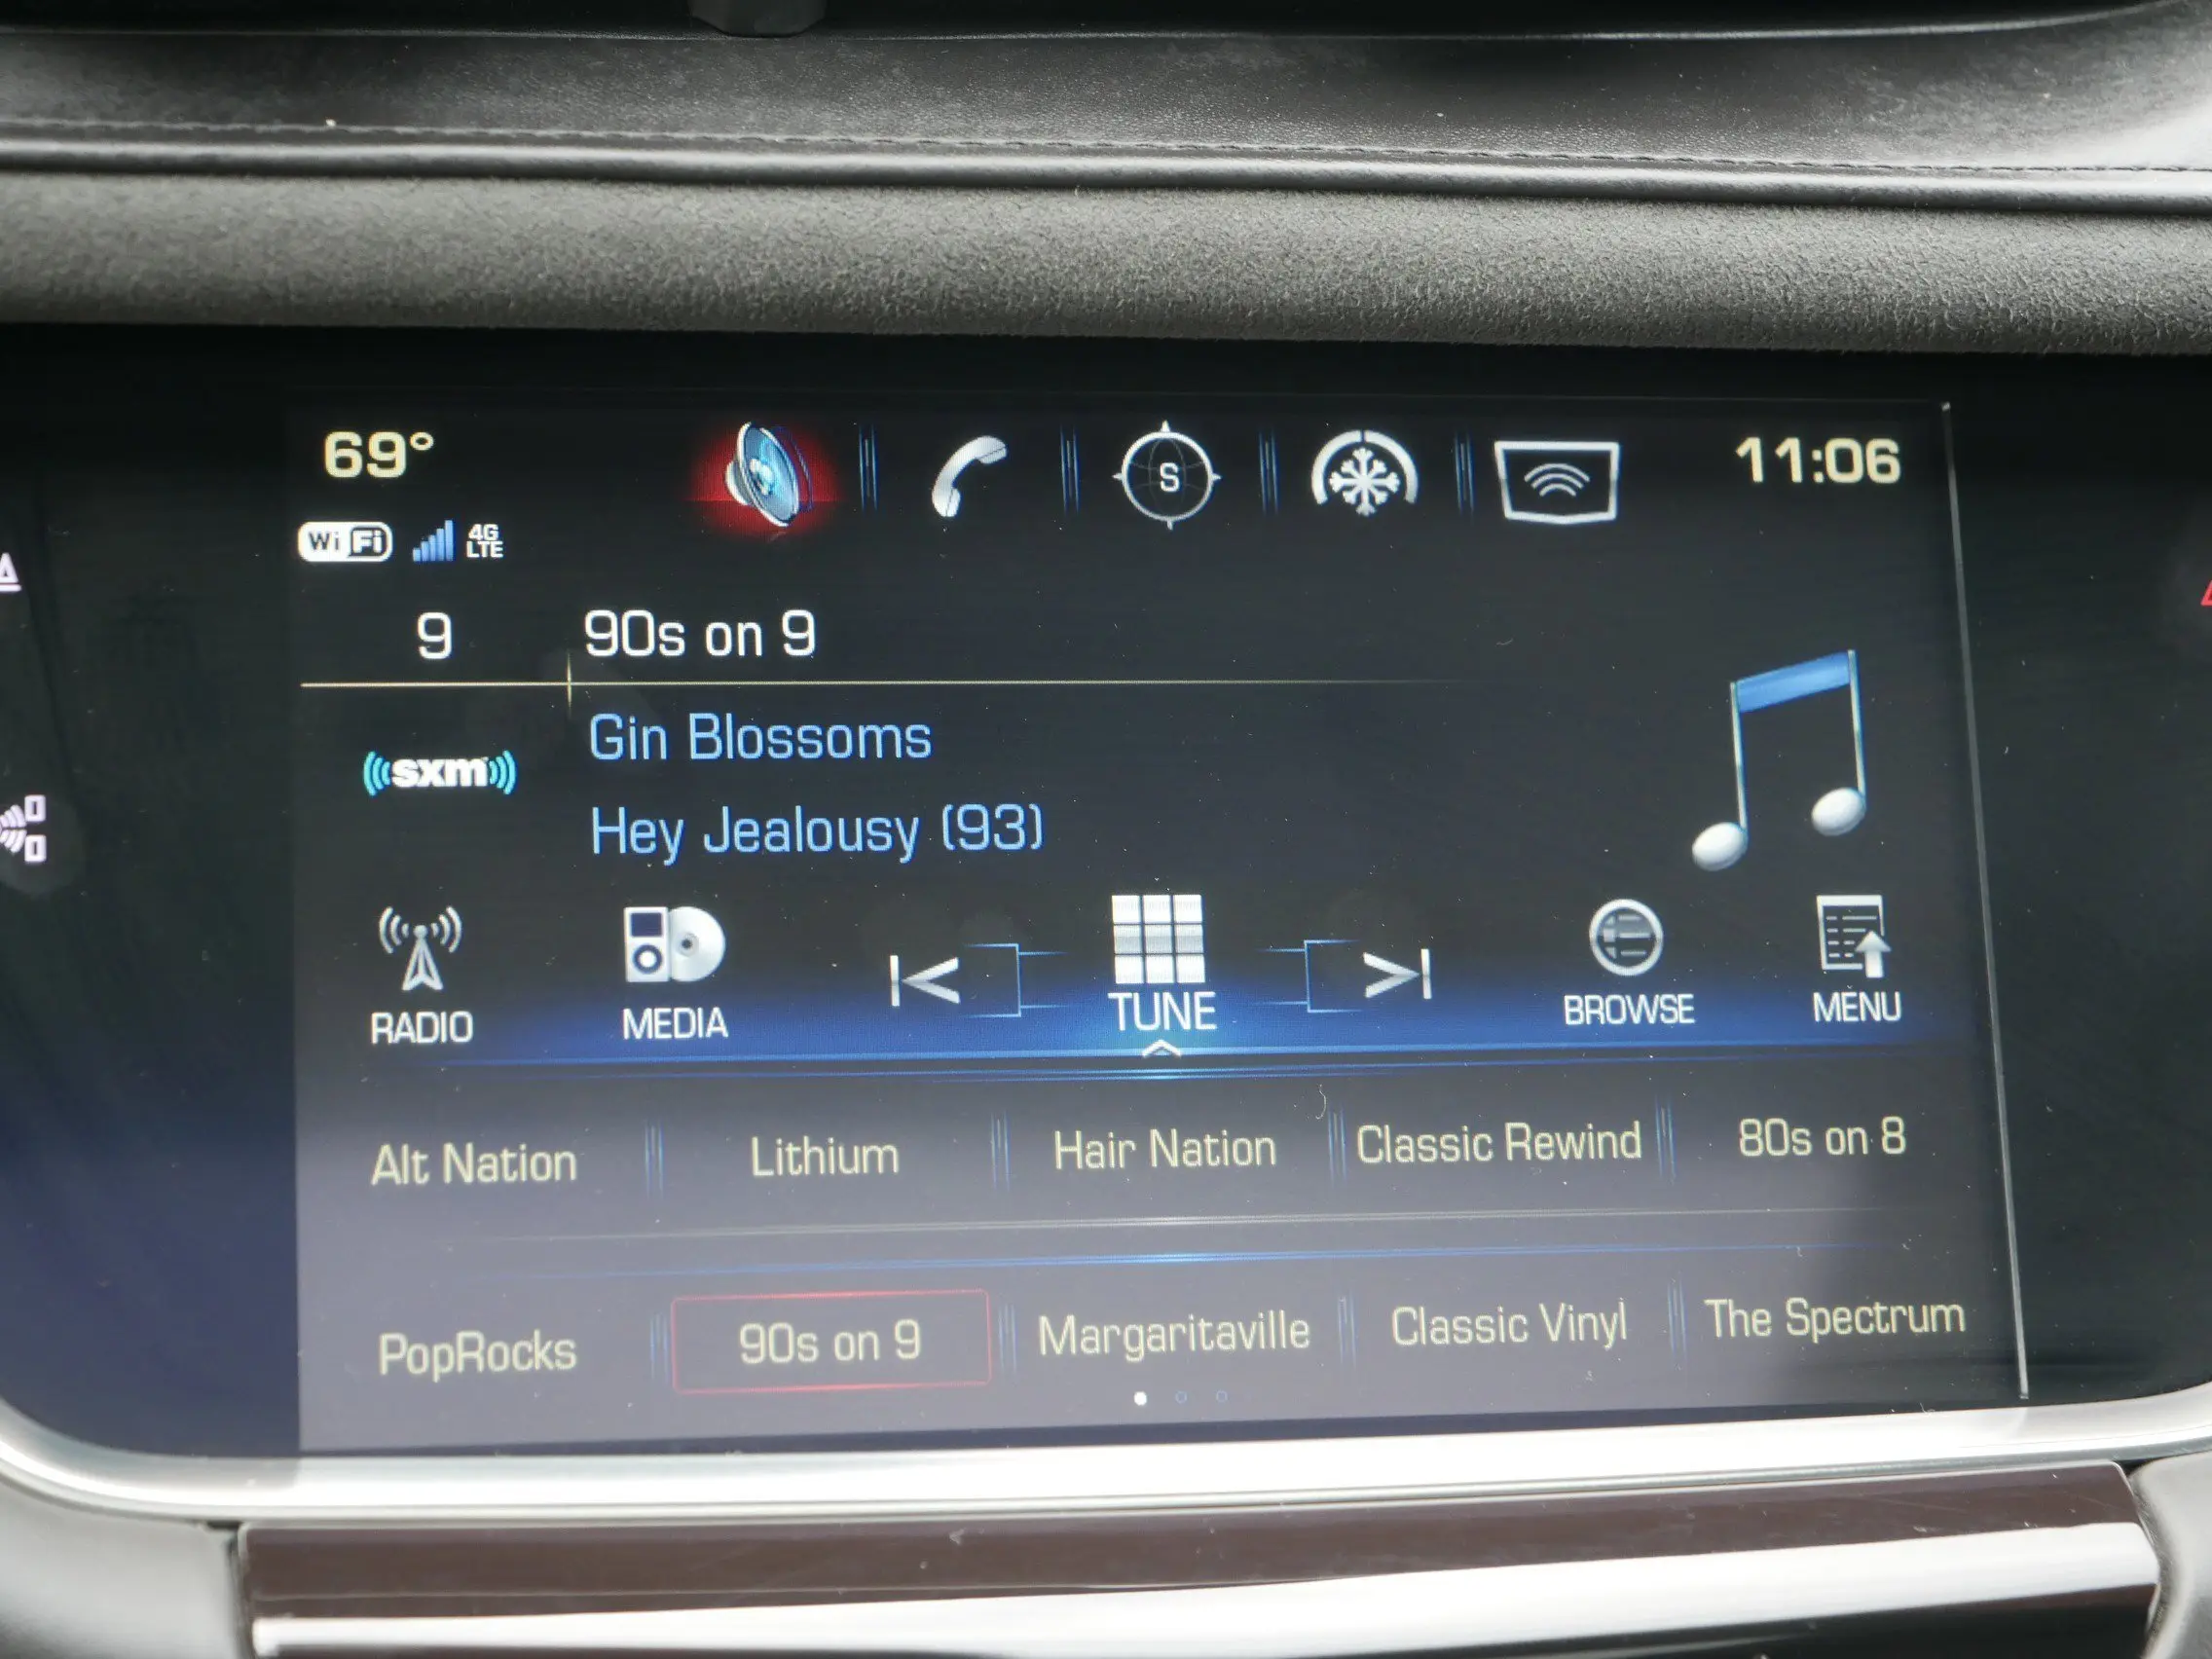 69°
S
11:06
WiFi
4G
LTE
9
90s on 9
Gin Blossoms
sxm
Hey Jealousy (93)
RADIO
MEDIA
TUNE
BROWSE
MENU
Alt Nation
Lithium
Hair Nation
Classic Rewind
80s on 8
PopRocks
90s on 9
Margaritaville
Classic Vinyl
The Spectrum